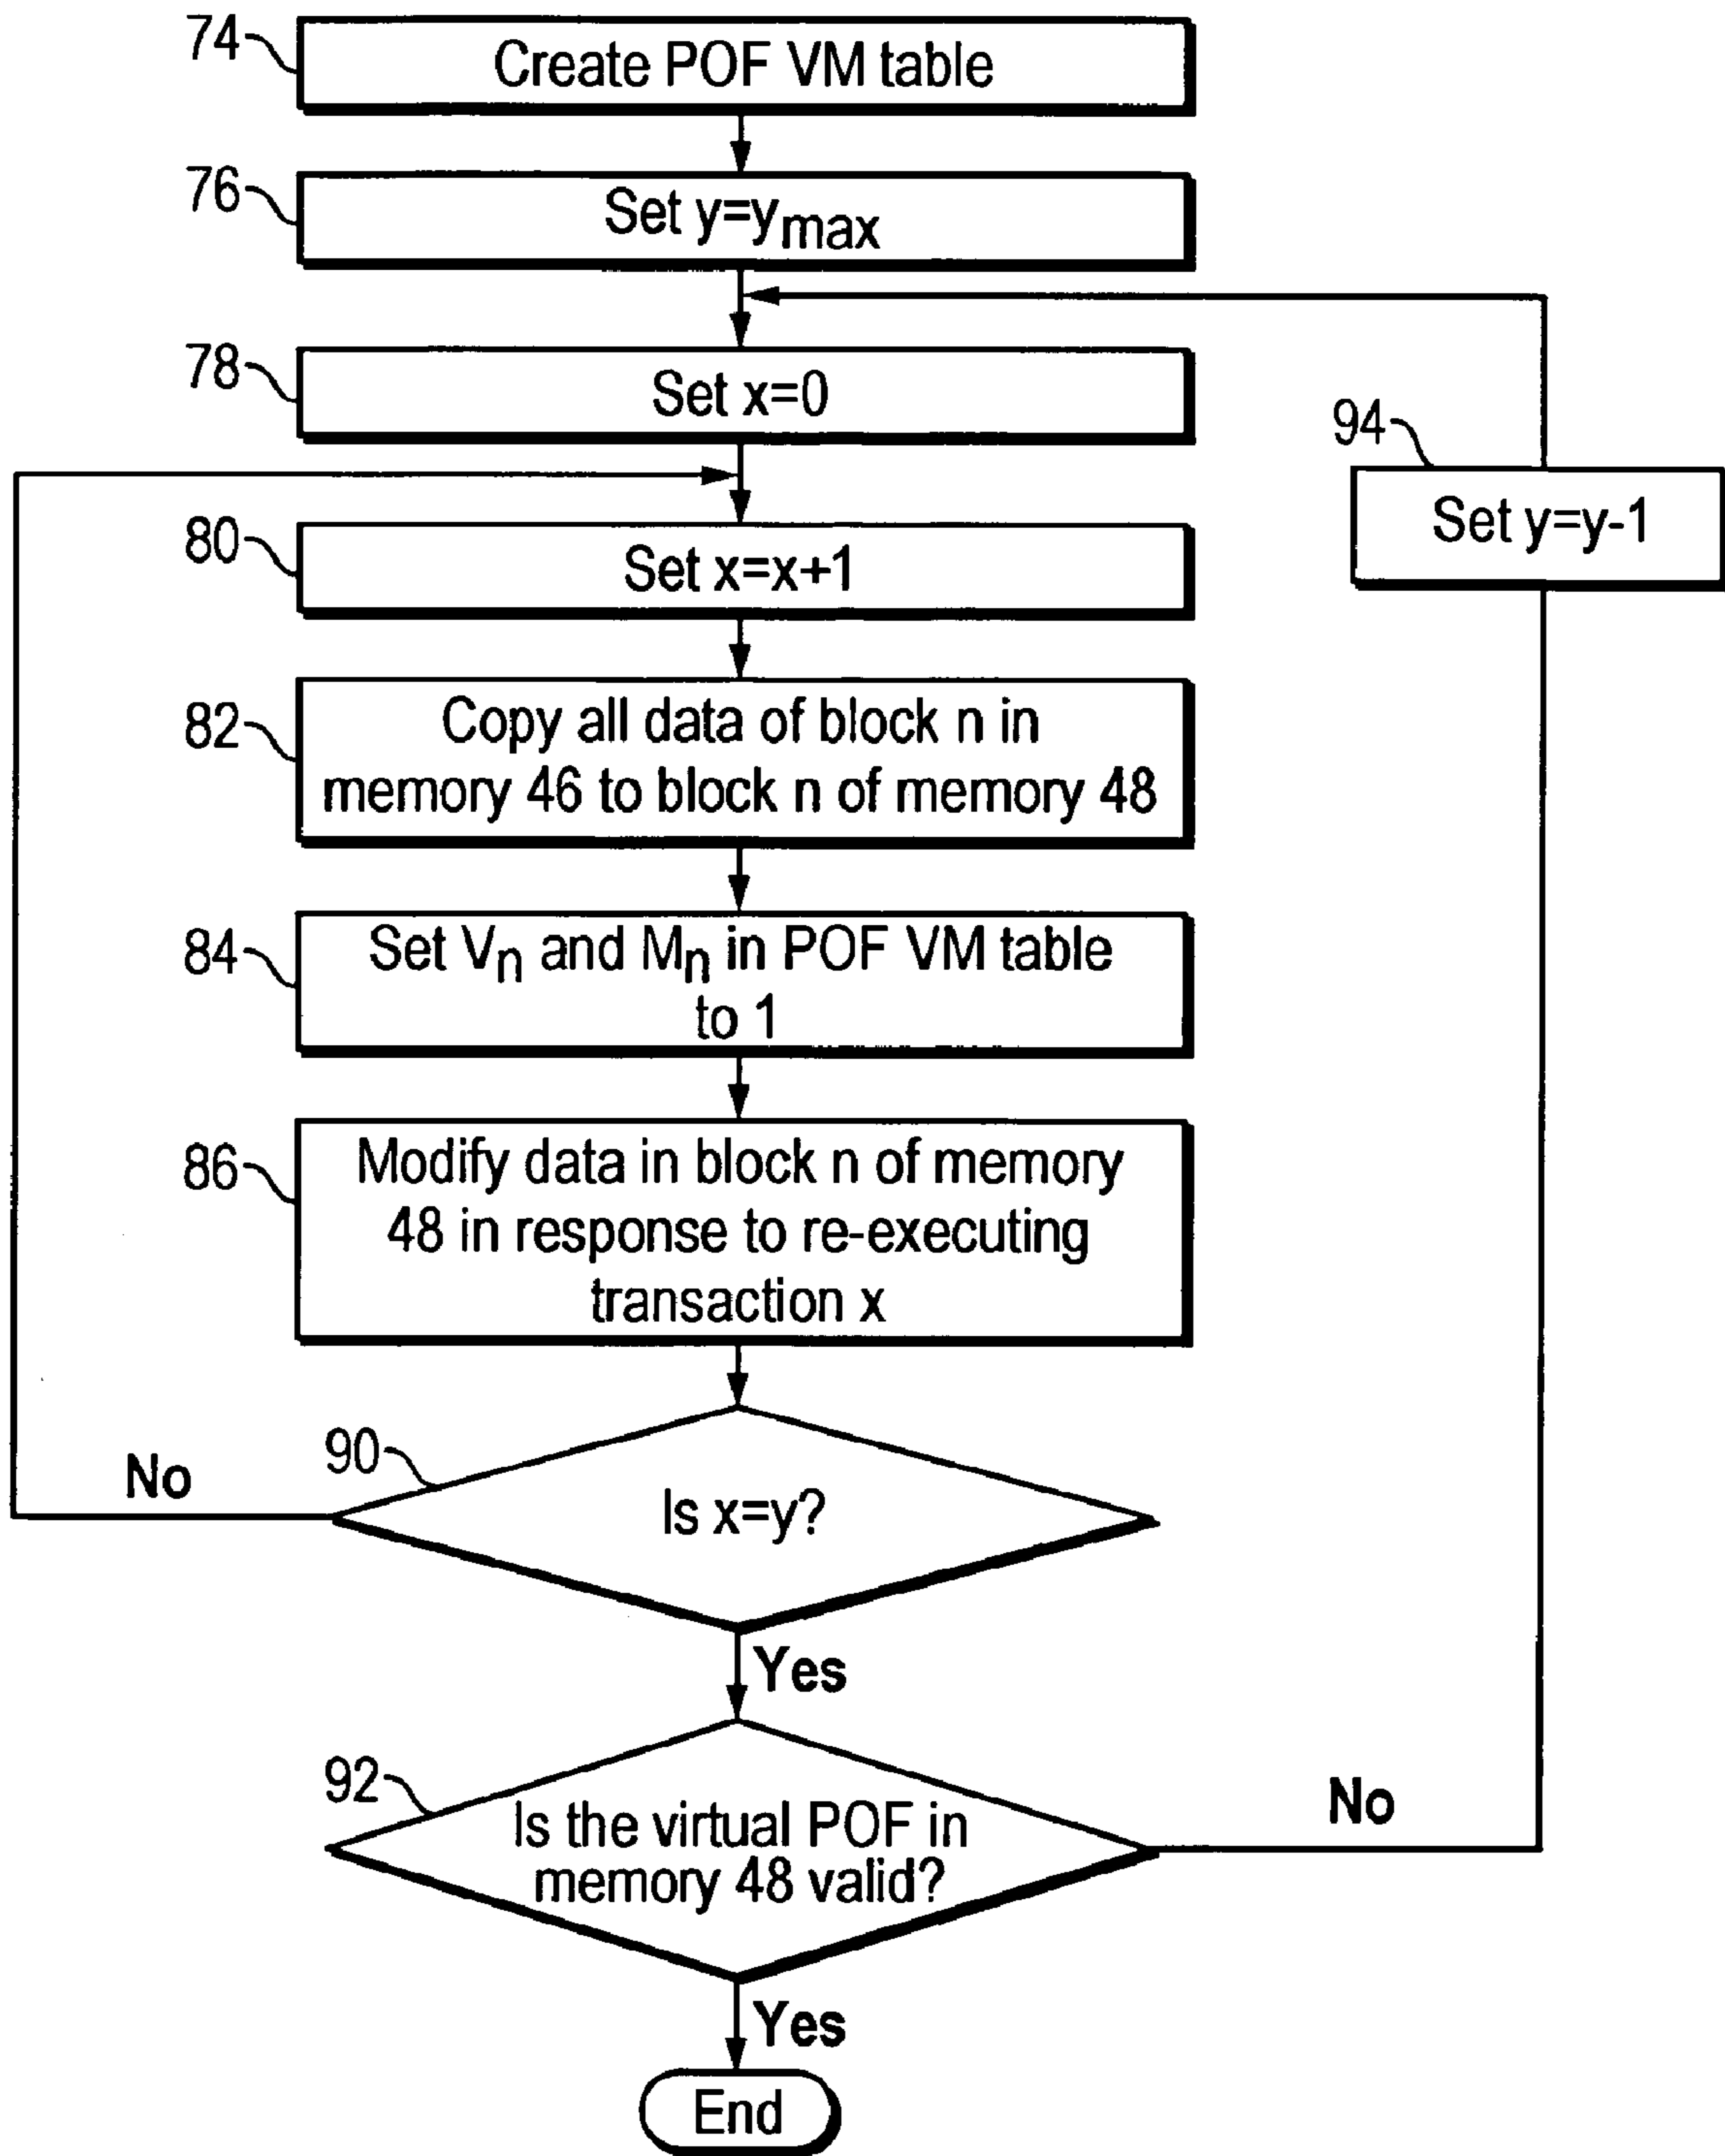 74
Create POF VM table
76
Set y=ymax
78
Set x=0
94
Set y=y-1
80
Set x=x+1
82
Copy all data of block n in
memory 46 to block n of memory 48
84
Set Vn and Mn in POF VM table
to 1
86
Modify data in block n of memory
48 in response to re-executing
transaction x
90
No
Is x=y?
Yes
92
No
Is the virtual POF in
memory 48 valid?
Yes
End